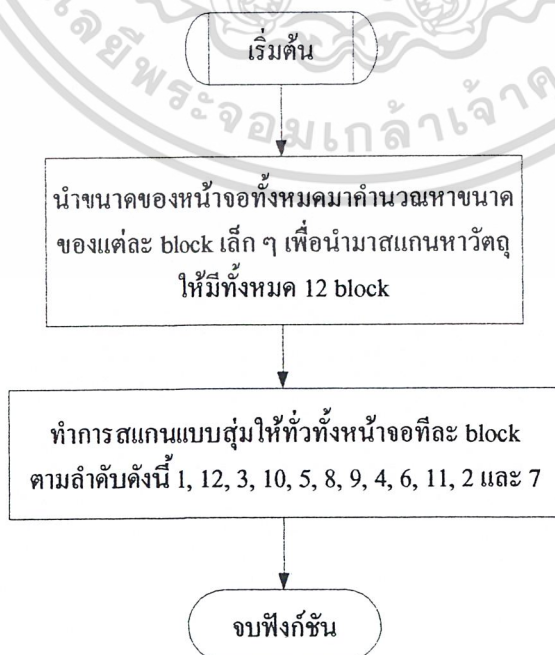 เริ่มต้น
นำขนาดของหน้าจอทั้งหมดมาคำนวณหาขนาด
ของแต่ละ block เล็ก ๆ เพื่อนำมาสแกนหาวัตถุ
ให้มีทั้งหมด 12 block
ทำการสแกนแบบสุ่มให้ทั่วทั้งหน้าจอทีละ block
ตามลำดับดังนี้ 1, 12, 3, 10, 5, 8, 9, 4, 6, 11, 2 และ 7
จบฟังก์ชัน